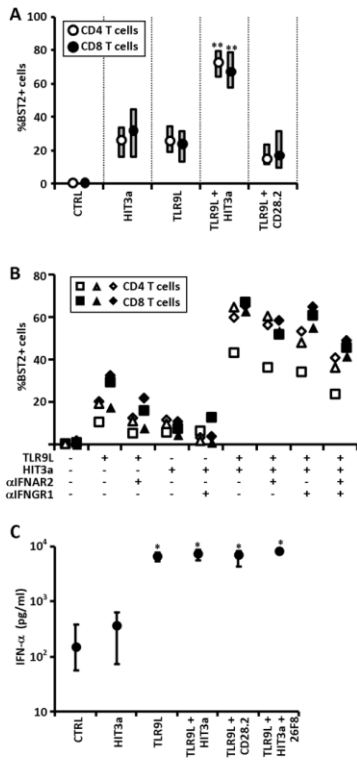 A
100
80
60
40
20
0
%BST2+ cells
CD4 T cells
CD8 T cells
** **
CTRL
HIT3a
TLR9L
TLR9L +
HIT3a
TLR9L +
CD28.2
B
80
60
40
20
0
%BST2+ cells
CD4 T cells
CD8 T cells
TLR9L - + + - - + + + +
HIT3a - - - + + + + + +
αIFNAR2 - - + - - - + - +
αIFNGR1 - - - - + - - + +
C
10⁴
10³
10²
10
IFN-α (pg/ml)
* * * *
CTRL
HIT3a
TLR9L
TLR9L +
HIT3a
TLR9L +
CD28.2
TLR9L +
HIT3a +
26F8